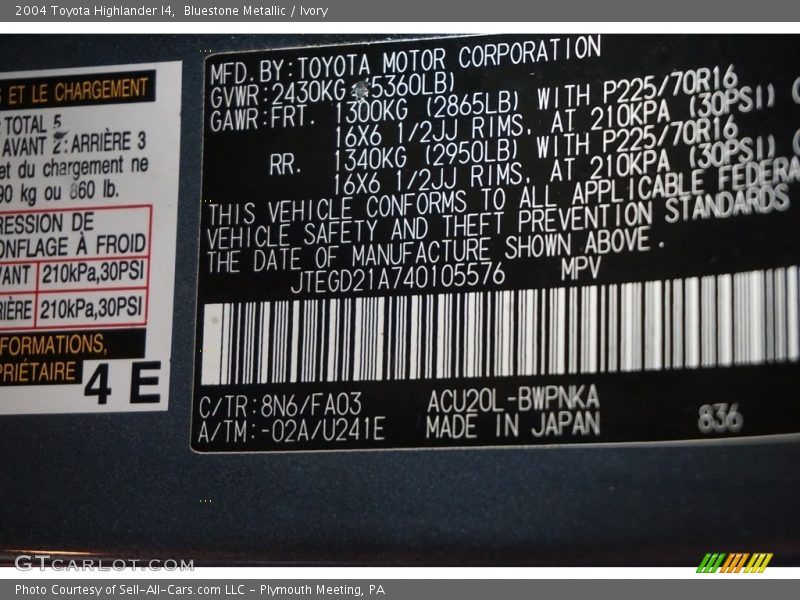 2004 Toyota Highlander I4, Bluestone Metallic / Ivory
ET LE CHARGEMENT
TOTAL 5
AVANT 2: ARRIÈRE 3
et du chargement ne
90 kg ou 860 lb.
RESSION DE
ONFLAGE À FROID
VANT 210kPa,30PSI
RIÈRE 210kPa,30PSI
FORMATIONS,
PRIÉTAIRE
4 E
MFD. BY: TOYOTA MOTOR CORPORATION
GVWR: 2430KG (5360LB)
GAWR: FRT. 1300KG (2865LB) WITH P225/70R16
16X6 1/2JJ RIMS, AT 210KPA (30PSI)
RR. 1340KG (2950LB) WITH P225/70R16
16X6 1/2JJ RIMS, AT 210KPA (30PSI)
THIS VEHICLE CONFORMS TO ALL APPLICABLE FEDERA
VEHICLE SAFETY AND THEFT PREVENTION STANDARDS
THE DATE OF MANUFACTURE SHOWN ABOVE.
JTEGD21A740105576 MPV
C/TR: 8N6/FA03 ACU20L-BWPNKA
A/TM: -02A/U241E MADE IN JAPAN
836
GTCARLOT.COM
Photo Courtesy of Sell-All-Cars.com LLC - Plymouth Meeting, PA